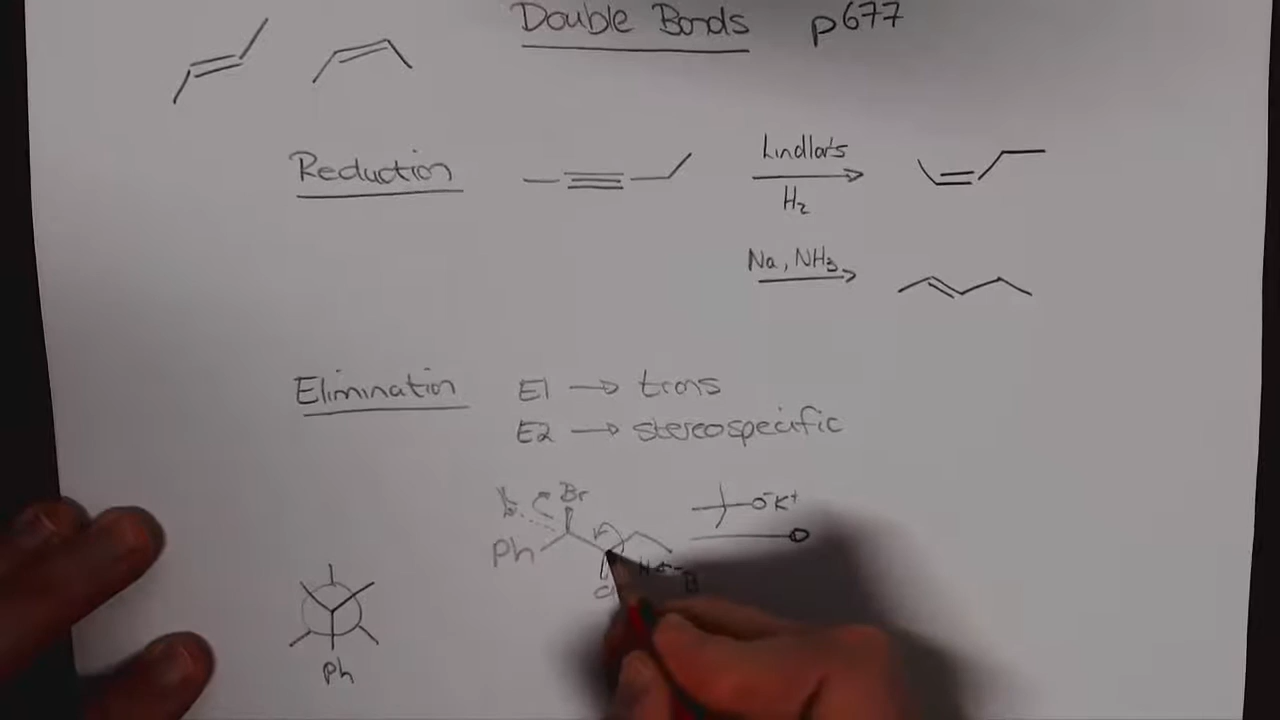 Double Bonds p677
Reduction
Lindlar's
H2
Na, NH3
Elimination E1 → trans
E2 → stereospecific
Br
O⁻K⁺
Ph
H
B
Ph